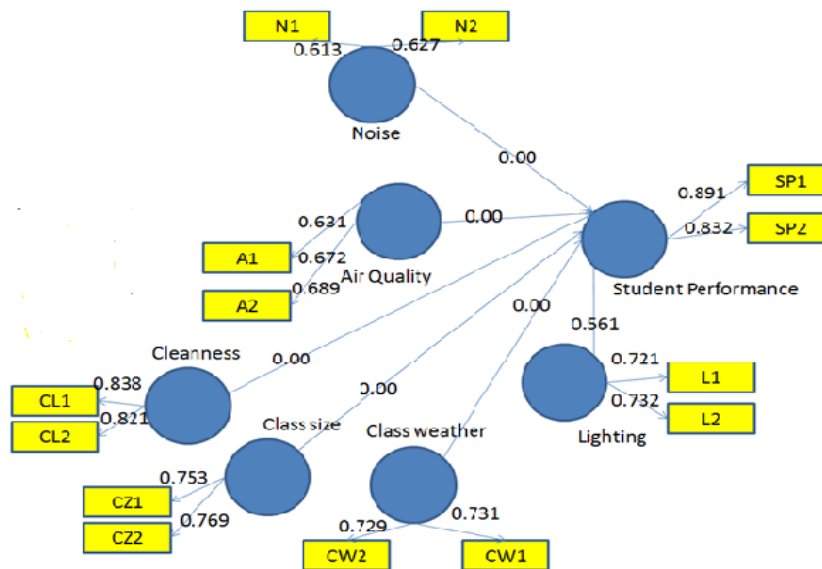 N1
N2
0.613
0.627
Noise
0.00
SP1
0.891
0.631
0.00
A1
0.672
SP2
0.832
Air Quality
A2
0.689
Student Performance
0.00
Cleanness
0.561
0.00
0.721
L1
CL1
0.838
0.00
0.732
L2
CL2
0.821
Class size
Class weather
Lighting
0.753
CZ1
0.769
CZ2
0.729
0.731
CW2
CW1